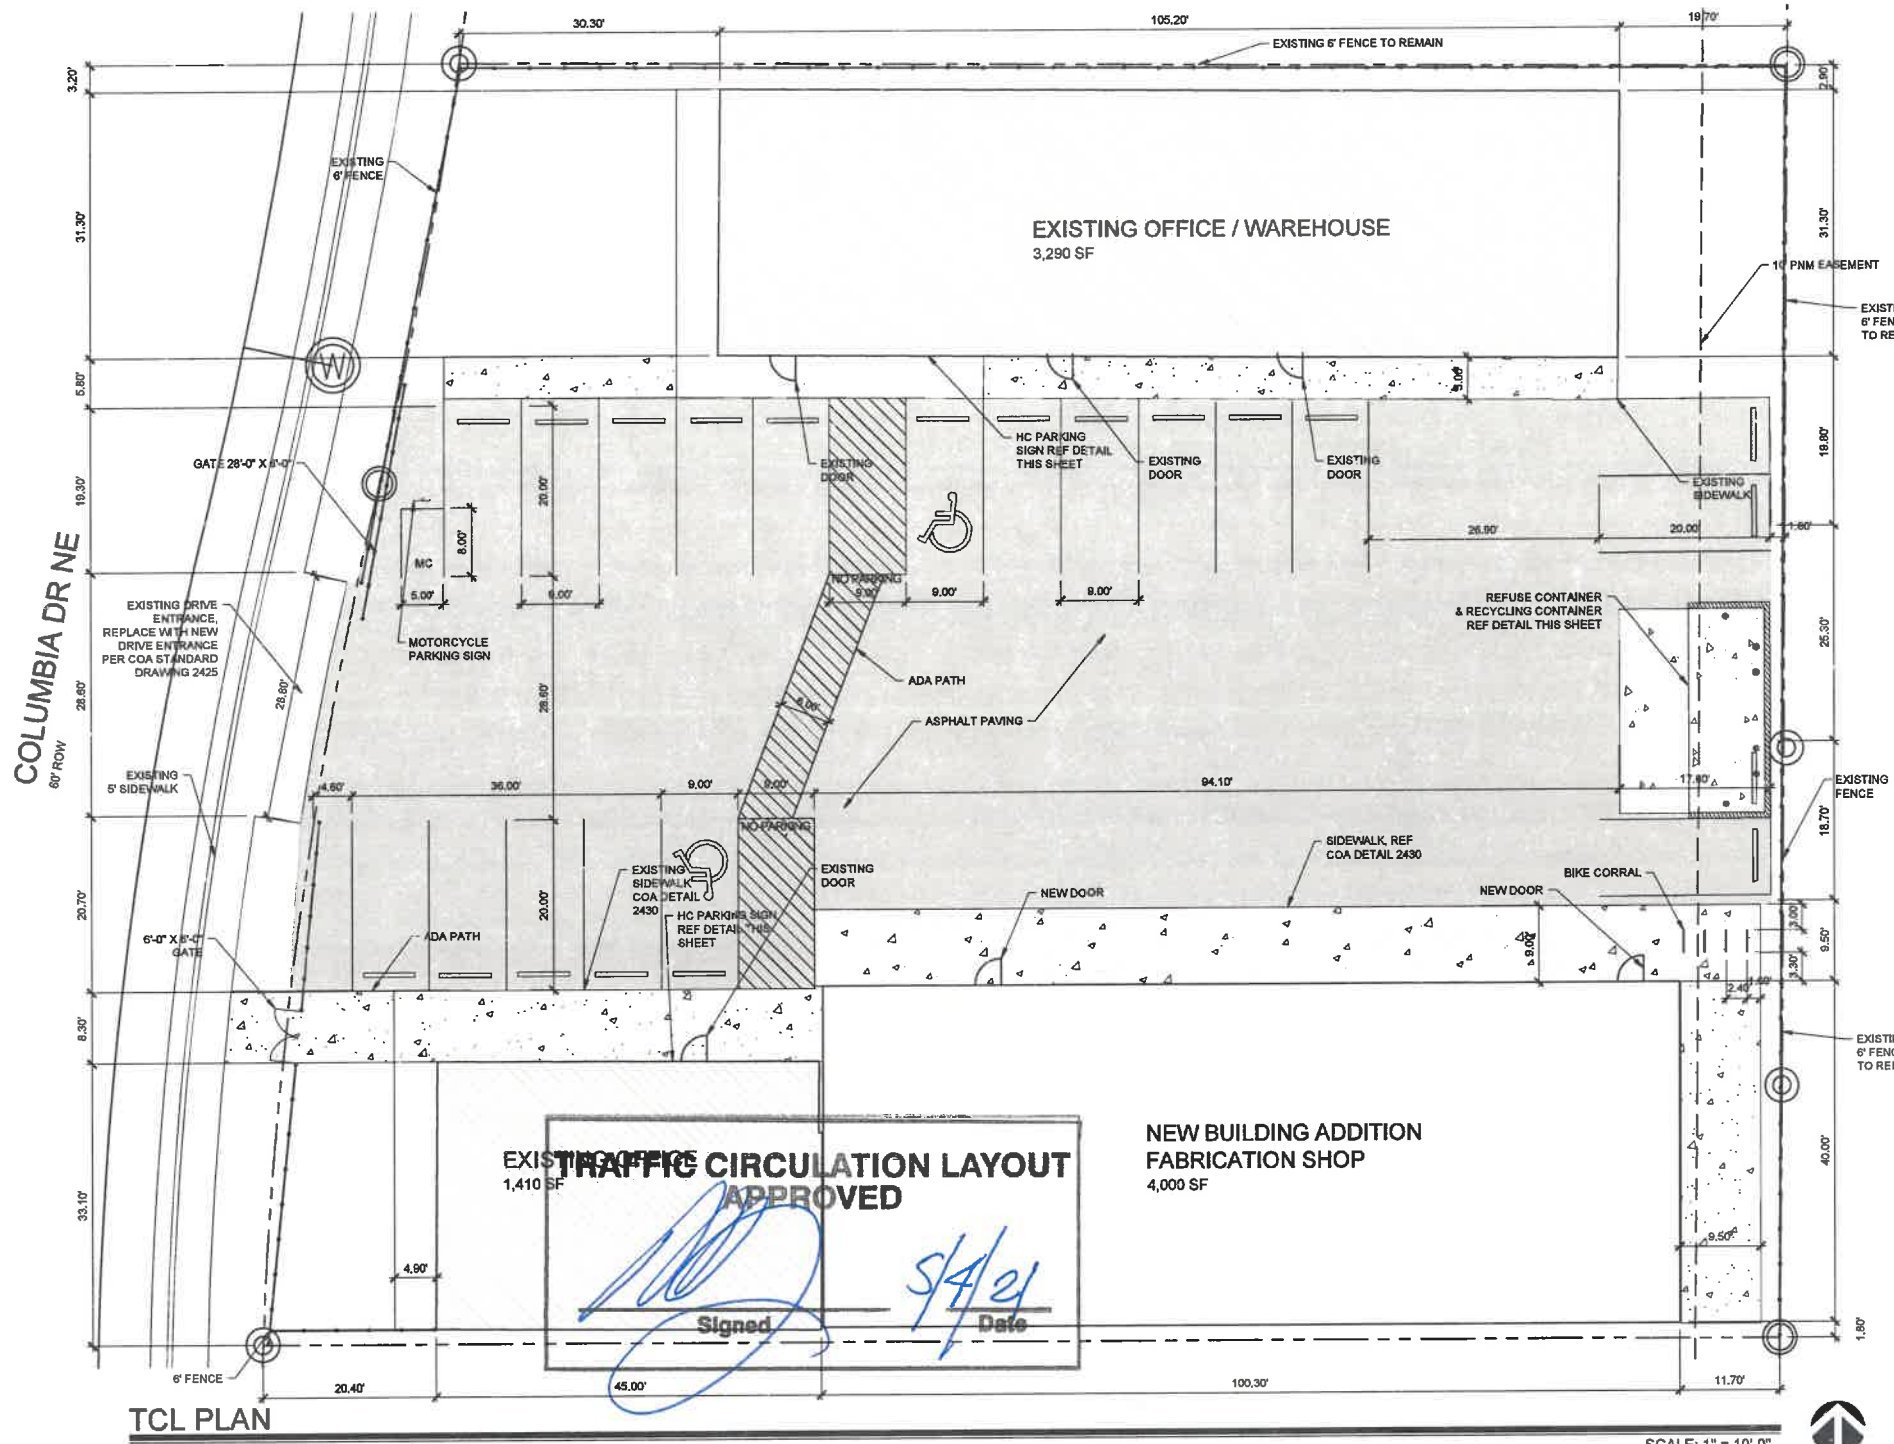 30.30'
105.20'
19.70'
EXISTING 6' FENCE TO REMAIN
3.20'
2.90'
EXISTING
6' FENCE
31.30'
EXISTING OFFICE / WAREHOUSE
3,290 SF
31.30'
10' PNM EASEMENT
W
5.80'
5.00'
GATE 28'-0" X 6'-0"
19.30'
20.00'
EXISTING
DOOR
HC PARKING
SIGN REF DETAIL
THIS SHEET
EXISTING
DOOR
EXISTING
DOOR
EXISTING
SIDEWALK
19.80'
26.90'
20.00'
1.60'
8.00'
MC
5.00'
9.00'
NO PARKING
9.00'
9.00'
9.00'
COLUMBIA DR NE
60' ROW
EXISTING DRIVE
ENTRANCE,
REPLACE WITH NEW
DRIVE ENTRANCE
PER COA STANDARD
DRAWING 2425
MOTORCYCLE
PARKING SIGN
REFUSE CONTAINER
& RECYCLING CONTAINER
REF DETAIL THIS SHEET
28.60'
28.80'
28.60'
ADA PATH
6.00'
ASPHALT PAVING
EXISTING
5' SIDEWALK
4.60'
36.00'
9.00'
9.00'
94.10'
17.80'
EXISTING
FENCE
NO PARKING
18.70'
SIDEWALK, REF
COA DETAIL 2430
EXISTING
SIDEWALK
COA DETAIL
2430
EXISTING
DOOR
BIKE CORRAL
NEW DOOR
NEW DOOR
20.70'
20.00'
HC PARKING SIGN
REF DETAIL THIS
SHEET
ADA PATH
6'-0" X 6'-0"
GATE
9.00'
3.00'
9.50'
3.30'
2.40'
8.30'
EXISTING OFFICE
1,410 SF
TRAFFIC CIRCULATION LAYOUT
APPROVED
NEW BUILDING ADDITION
FABRICATION SHOP
4,000 SF
40.00'
33.10'
4.90'
9.50'
5/4/21
Signed
Date
1.80'
6' FENCE
20.40'
45.00'
100.30'
11.70'
TCL PLAN